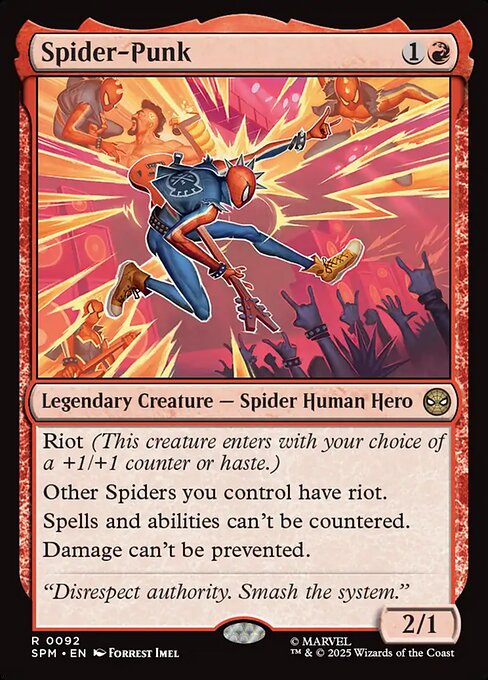 Spider-Punk 1
Legendary Creature — Spider Human Hero
Riot (This creature enters with your choice of
a +1/+1 counter or haste.)
Other Spiders you control have riot.
Spells and abilities can't be countered.
Damage can't be prevented.
“Disrespect authority. Smash the system.”
2/1
R 0092
SPM • EN Forrest Imel
© MARVEL
™ & © 2025 Wizards of the Coast